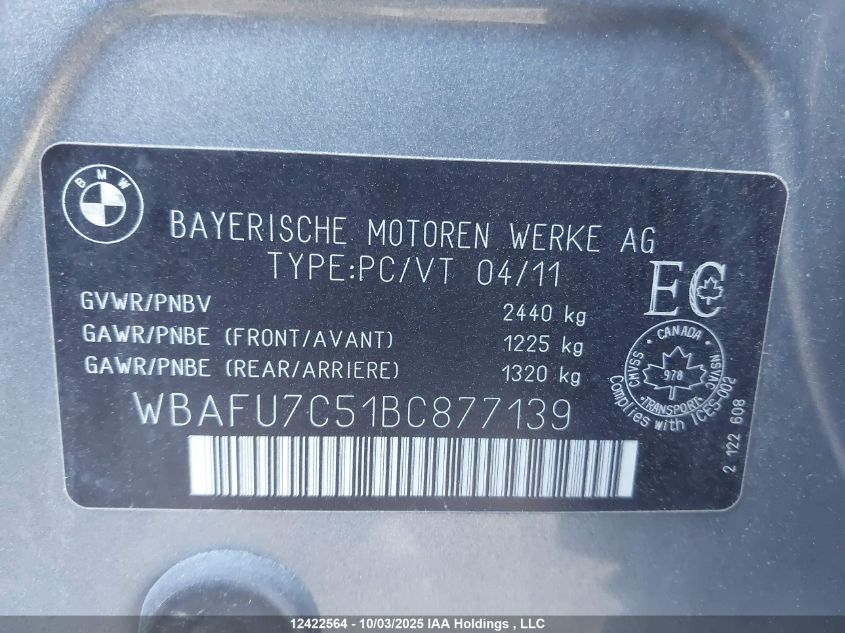 BMW
BAYERISCHE MOTOREN WERKE AG
TYPE:PC/VT 04/11
EC
GVWR/PNBV 2440 kg
GAWR/PNBE (FRONT/AVANT) 1225 kg
GAWR/PNBE (REAR/ARRIERE) 1320 kg
CANADA
CMVSS
NSVAC
978
TRANSPORT
Complies with ICES-002
WBAFU7C51BC877139
2 122 608
12422564 - 10/03/2025 IAA Holdings , LLC